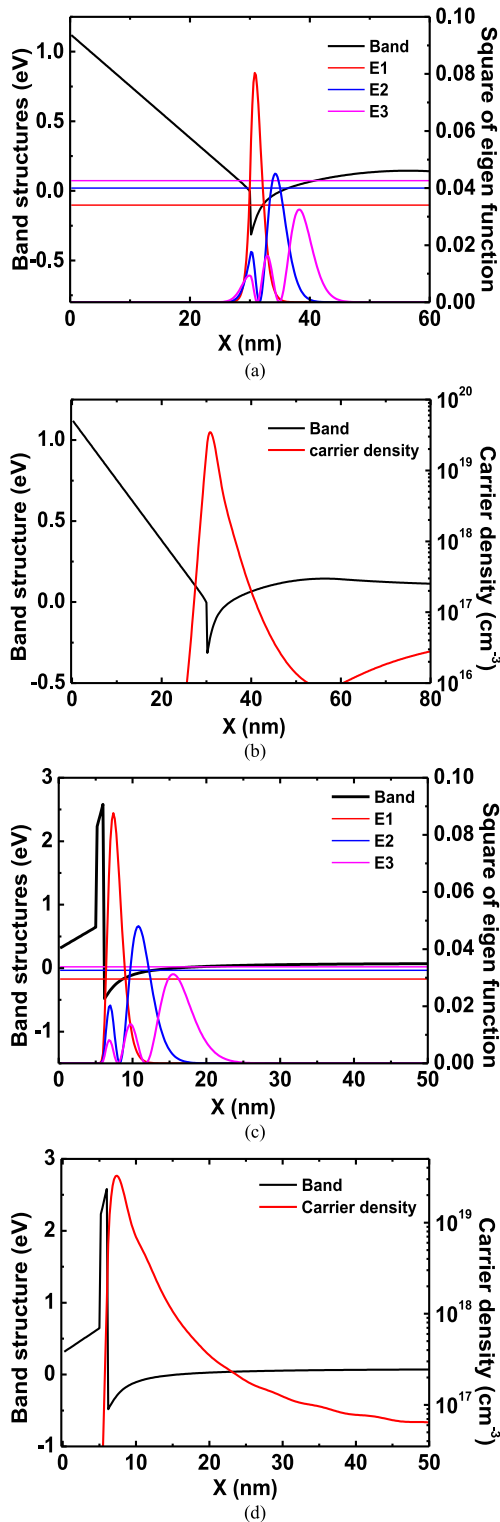 Band structures (eV)
1.0
0.5
0.0
-0.5
Band
E1
E2
E3
0.10
0.08
0.06
0.04
0.02
0.00
Square of eigen function
0
20
40
60
X (nm)
(a)
Band structure (eV)
1.0
0.5
0.0
-0.5
Band
carrier density
10^20
10^19
10^18
10^17
10^16
Carrier density (cm^-3)
0
20
40
60
80
X (nm)
(b)
Band structures (eV)
3
2
1
0
-1
Band
E1
E2
E3
0.10
0.08
0.06
0.04
0.02
0.00
Square of eigen function
0
10
20
30
40
50
X (nm)
(c)
Band structure (eV)
3
2
1
0
-1
Band
Carrier density
10^19
10^18
10^17
Carrier density (cm^-3)
0
10
20
30
40
50
X (nm)
(d)